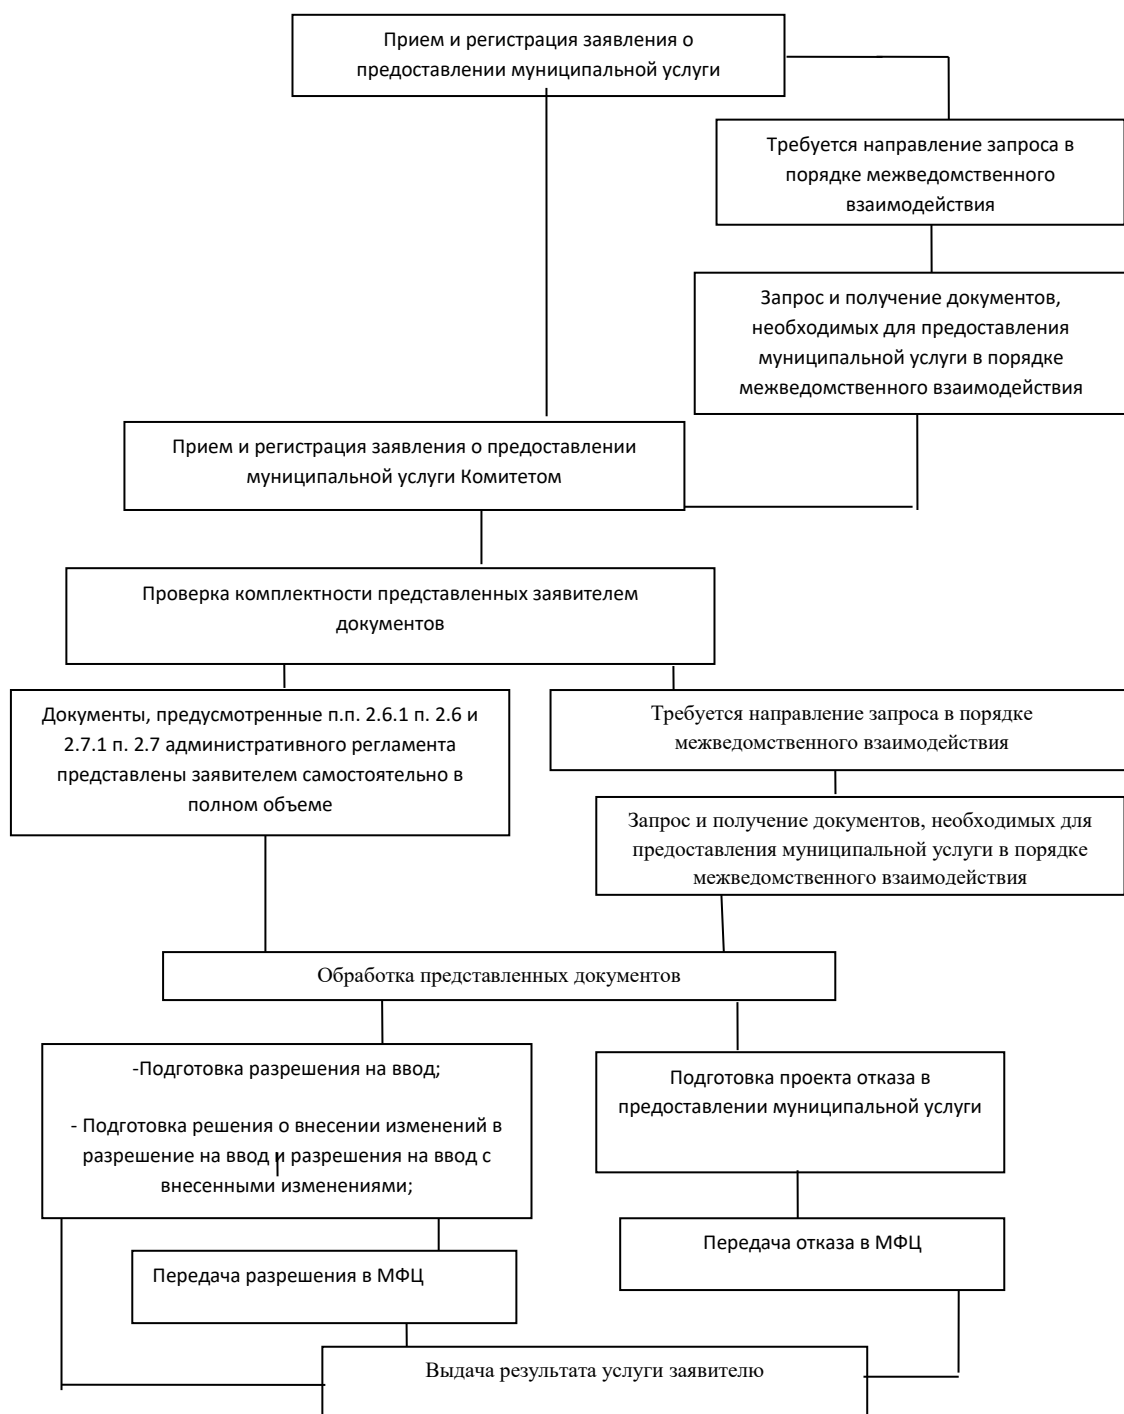 Прием и регистрация заявления о
предоставлении муниципальной услуги
Требуется направление запроса в
порядке межведомственного
взаимодействия
Запрос и получение документов,
необходимых для предоставления
муниципальной услуги в порядке
межведомственного взаимодействия
Прием и регистрация заявления о предоставлении
муниципальной услуги Комитетом
Проверка комплектности представленных заявителем
документов
Документы, предусмотренные п.п. 2.6.1 п. 2.6 и
2.7.1 п. 2.7 административного регламента
представлены заявителем самостоятельно в
полном объеме
Требуется направление запроса в порядке
межведомственного взаимодействия
Запрос и получение документов, необходимых для
предоставления муниципальной услуги в порядке
межведомственного взаимодействия
Обработка представленных документов
-Подготовка разрешения на ввод;
- Подготовка решения о внесении изменений в
разрешение на ввод и разрешения на ввод с
внесенными изменениями;
Подготовка проекта отказа в
предоставлении муниципальной услуги
Передача отказа в МФЦ
Передача разрешения в МФЦ
Выдача результата услуги заявителю